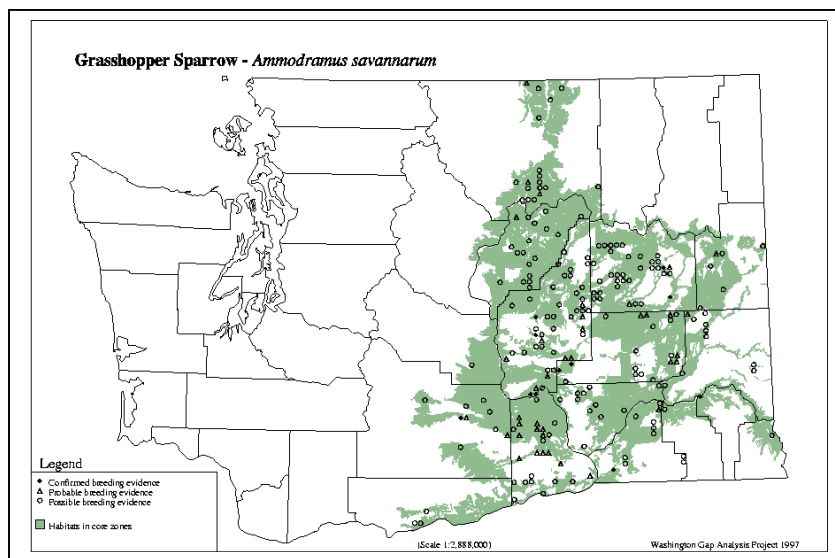 Grasshopper Sparrow - Ammodramus savannarum
Legend
Confirmed breeding evidence
Probable breeding evidence
Possible breeding evidence
Habitats in core zones
(Scale 1:2,888,000)
Washington Gap Analysis Project 1997